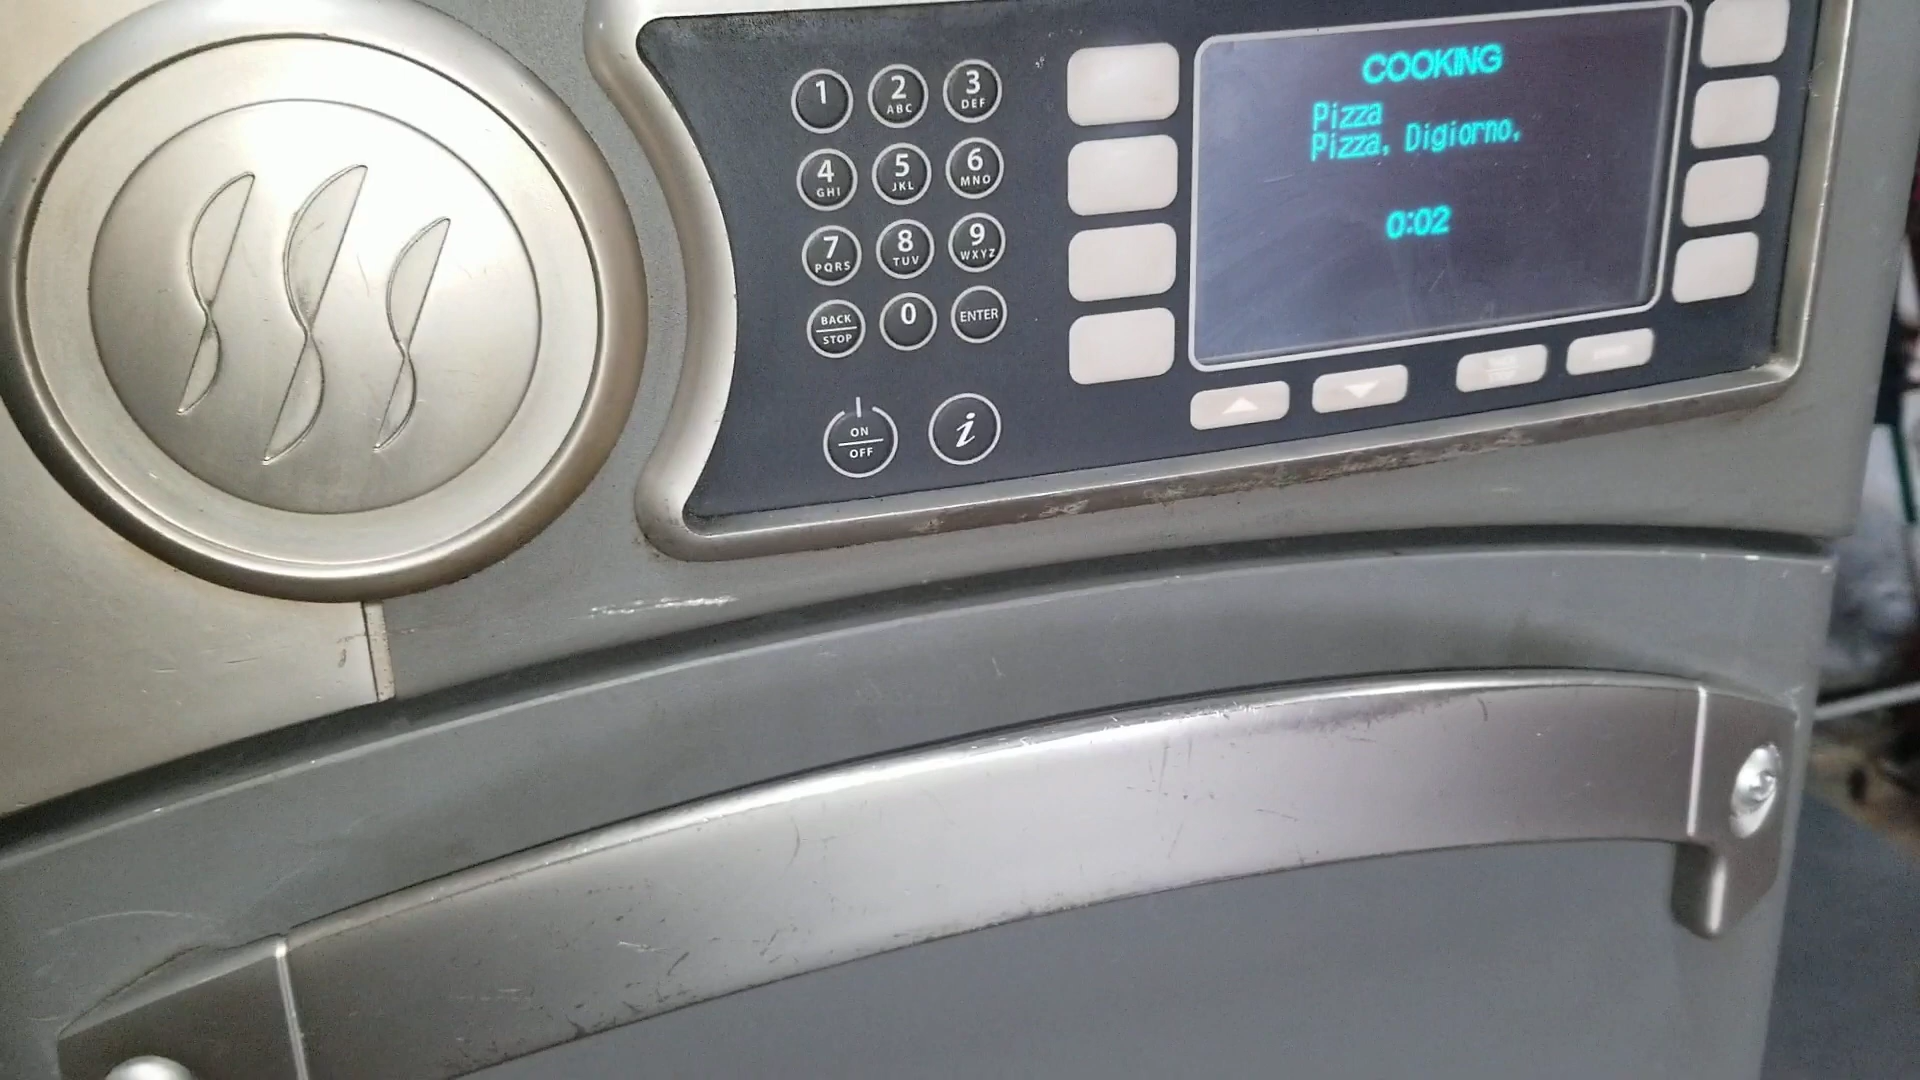 COOKING
Pizza
Pizza, Digiorno,
0:02
1
2 ABC
3 DEF
4 GHI
5 JKL
6 MNO
7 PQRS
8 TUV
9 WXYZ
BACK
STOP
0
ENTER
ON
OFF
i